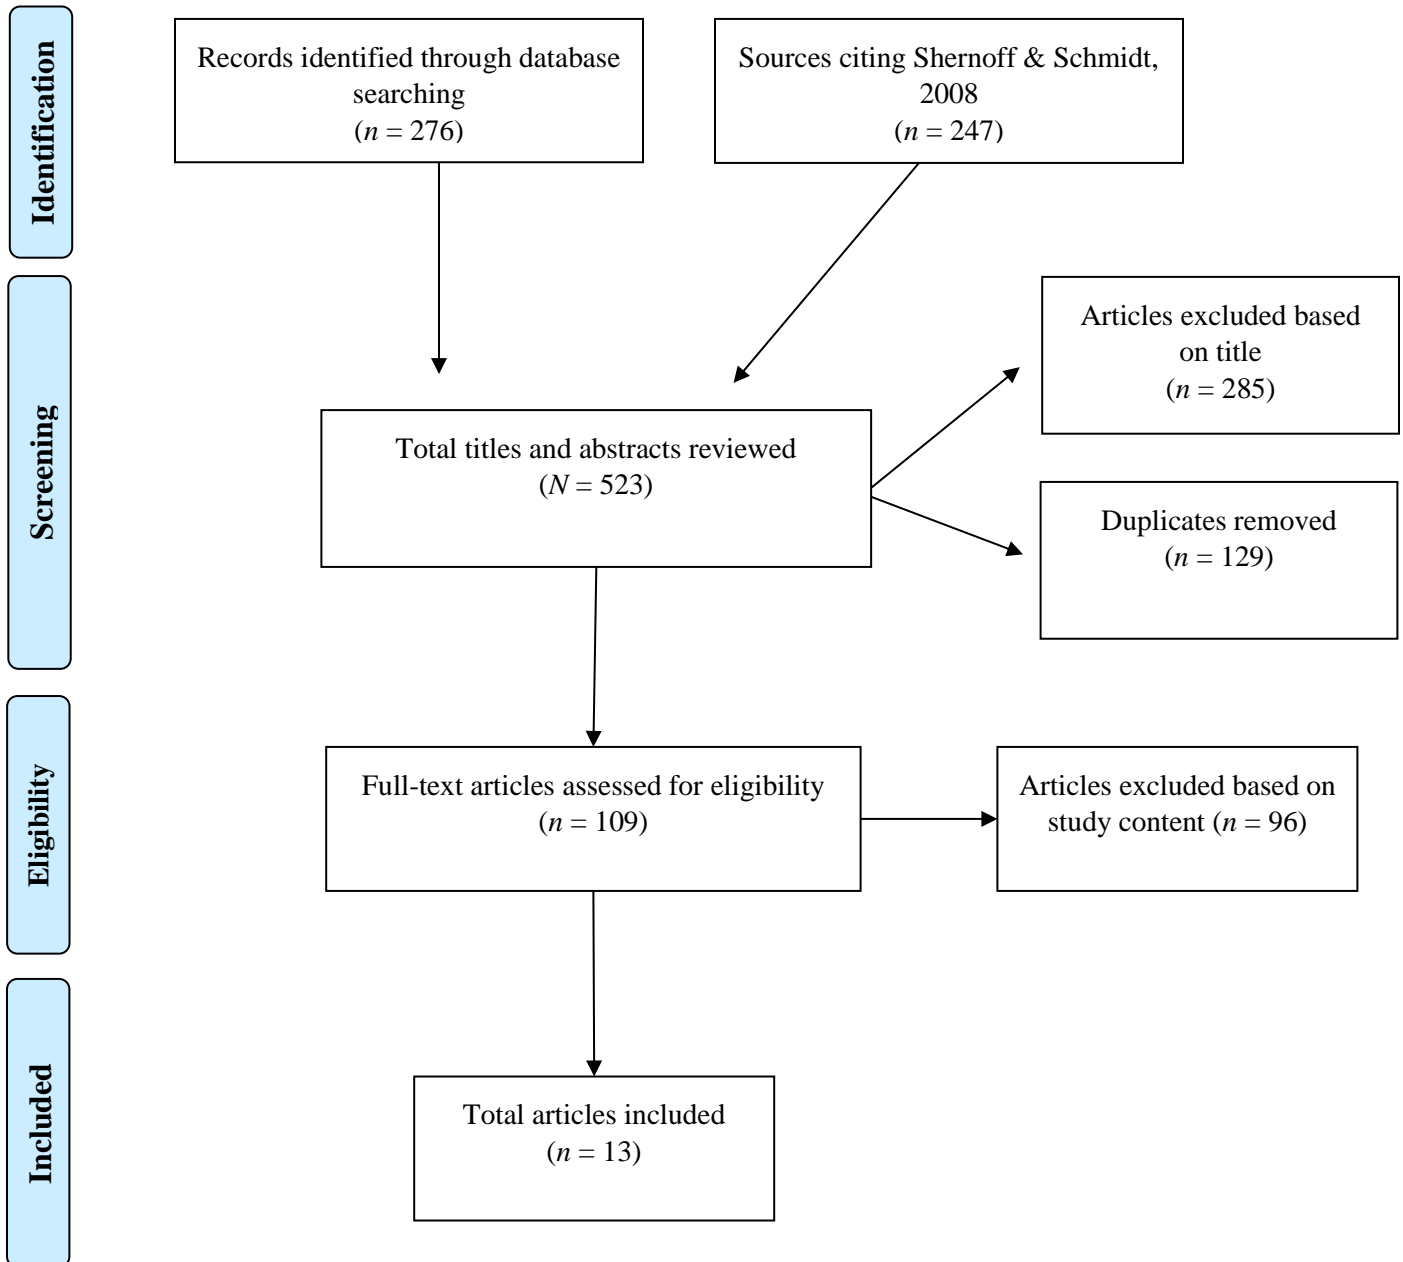 Identification
Records identified through database
searching
(n = 276)
Sources citing Shernoff & Schmidt,
2008
(n = 247)
Screening
Articles excluded based
on title
(n = 285)
Total titles and abstracts reviewed
(N = 523)
Duplicates removed
(n = 129)
Eligibility
Full-text articles assessed for eligibility
(n = 109)
Articles excluded based on
study content (n = 96)
Included
Total articles included
(n = 13)